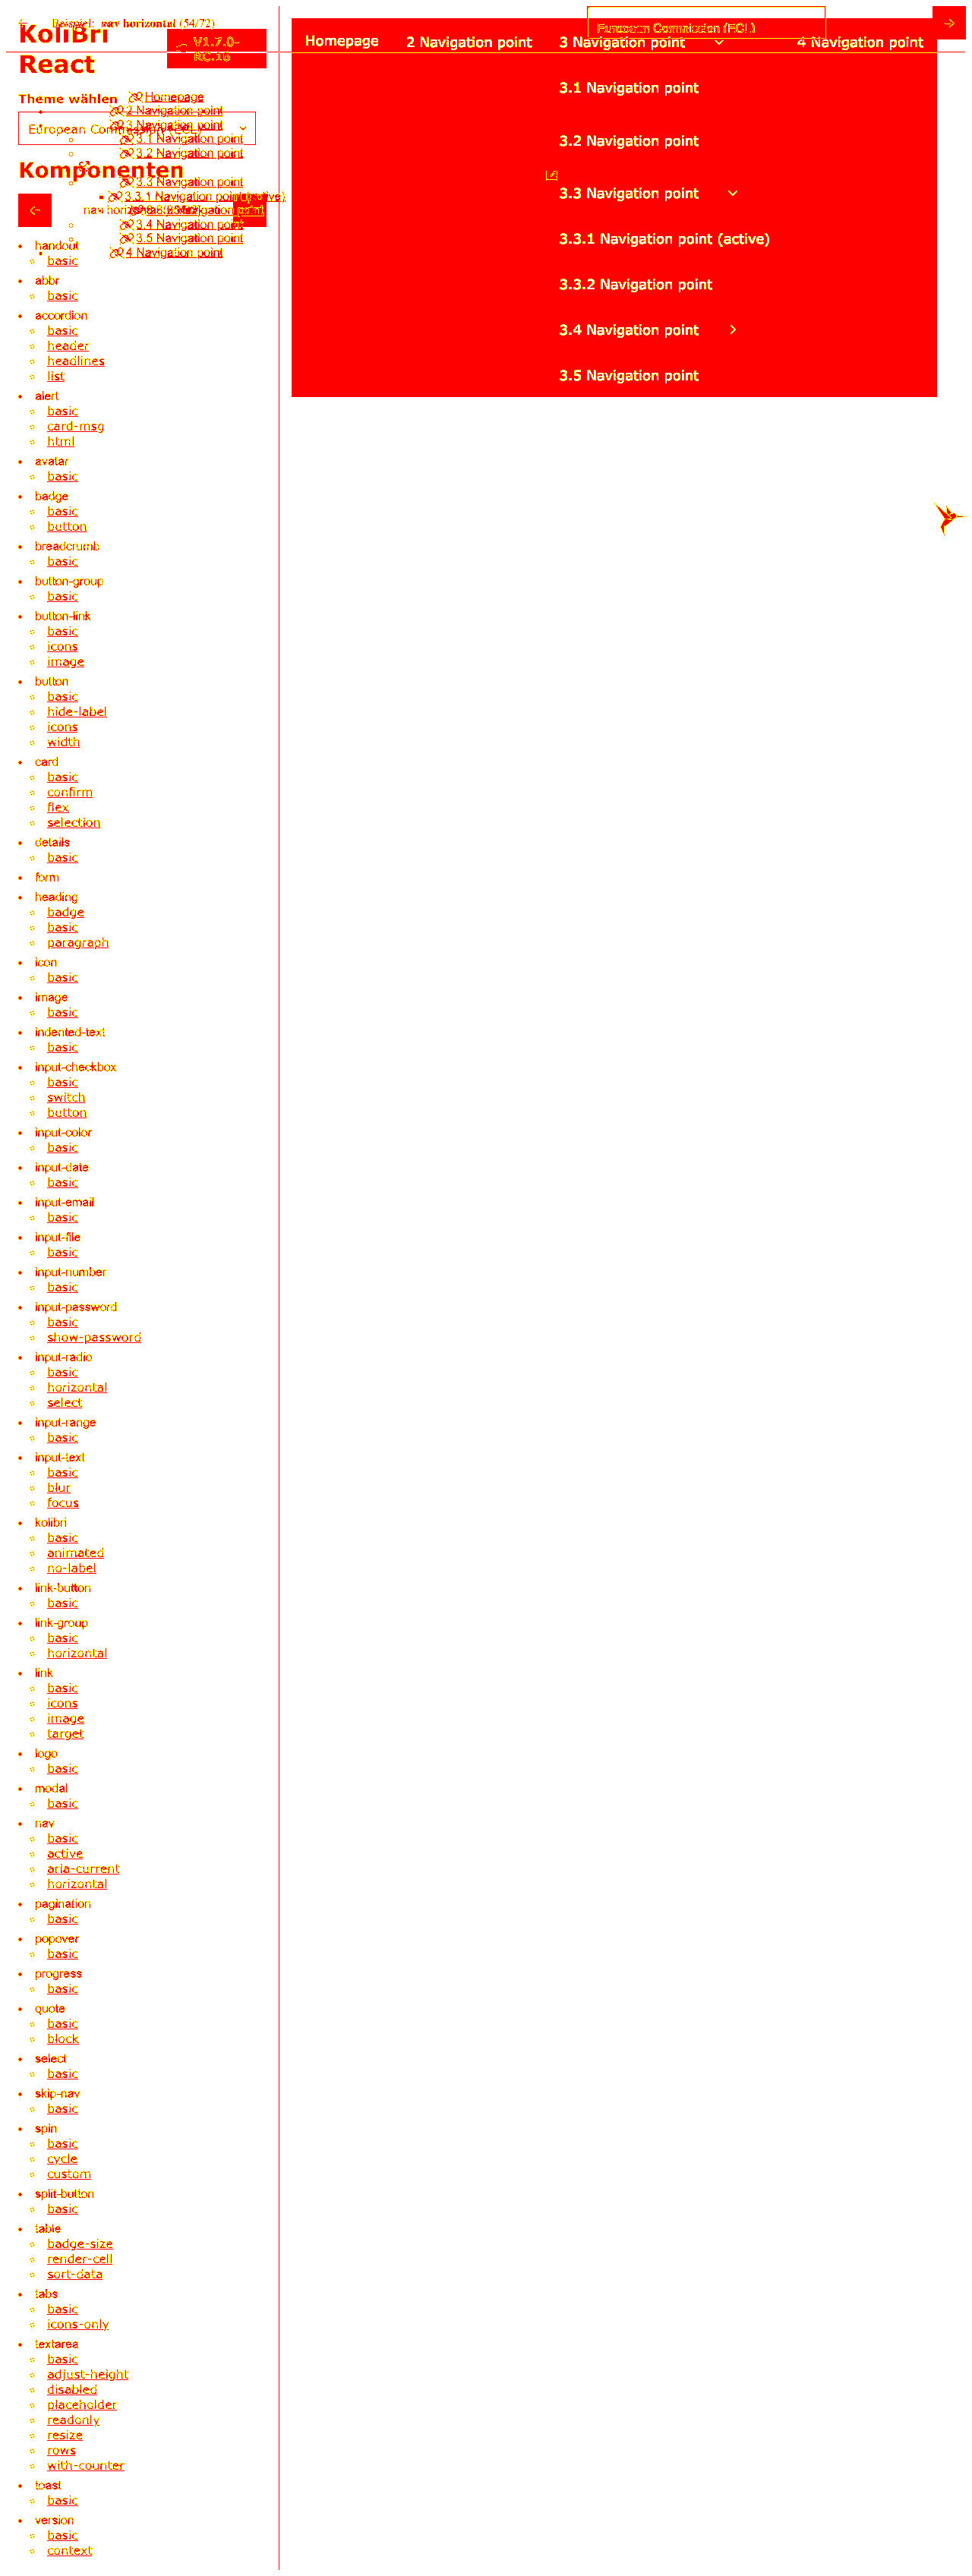 Beispiel: nav horizontal (54/72)
European Commission (ECL)
KoliBri
React
V1.7.0-
RC.16
Homepage
2 Navigation point
3 Navigation point
4 Navigation point
3.1 Navigation point
3.2 Navigation point
3.3 Navigation point
3.3.1 Navigation point (active)
3.3.2 Navigation point
3.4 Navigation point
3.5 Navigation point
Theme wählen
European Commission (ECL)
Homepage
2 Navigation point
3 Navigation point
3.1 Navigation point
3.2 Navigation point
Komponenten
3.3 Navigation point
3.3.1 Navigation point (active)
nav horizontal
3.4 Navigation point
3.5 Navigation point
4 Navigation point
handout
basic
abbr
basic
accordion
basic
header
headlines
list
alert
basic
card-msg
html
avatar
basic
badge
basic
button
breadcrumb
basic
button-group
basic
button-link
basic
icons
image
button
basic
hide-label
icons
width
card
basic
confirm
flex
selection
details
basic
form
heading
badge
basic
paragraph
icon
basic
image
basic
indented-text
basic
input-checkbox
basic
switch
button
input-color
basic
input-date
basic
input-email
basic
input-file
basic
input-number
basic
input-password
basic
show-password
input-radio
basic
horizontal
select
input-range
basic
input-text
basic
blur
focus
kolibri
basic
animated
no-label
link-button
basic
link-group
basic
horizontal
link
basic
icons
image
target
logo
basic
modal
basic
nav
basic
active
aria-current
horizontal
pagination
basic
popover
basic
progress
basic
quote
basic
block
select
basic
skip-nav
basic
spin
basic
cycle
custom
split-button
basic
table
badge-size
render-cell
sort-data
tabs
basic
icons-only
textarea
basic
adjust-height
disabled
placeholder
readonly
resize
rows
with-counter
toast
basic
version
basic
context